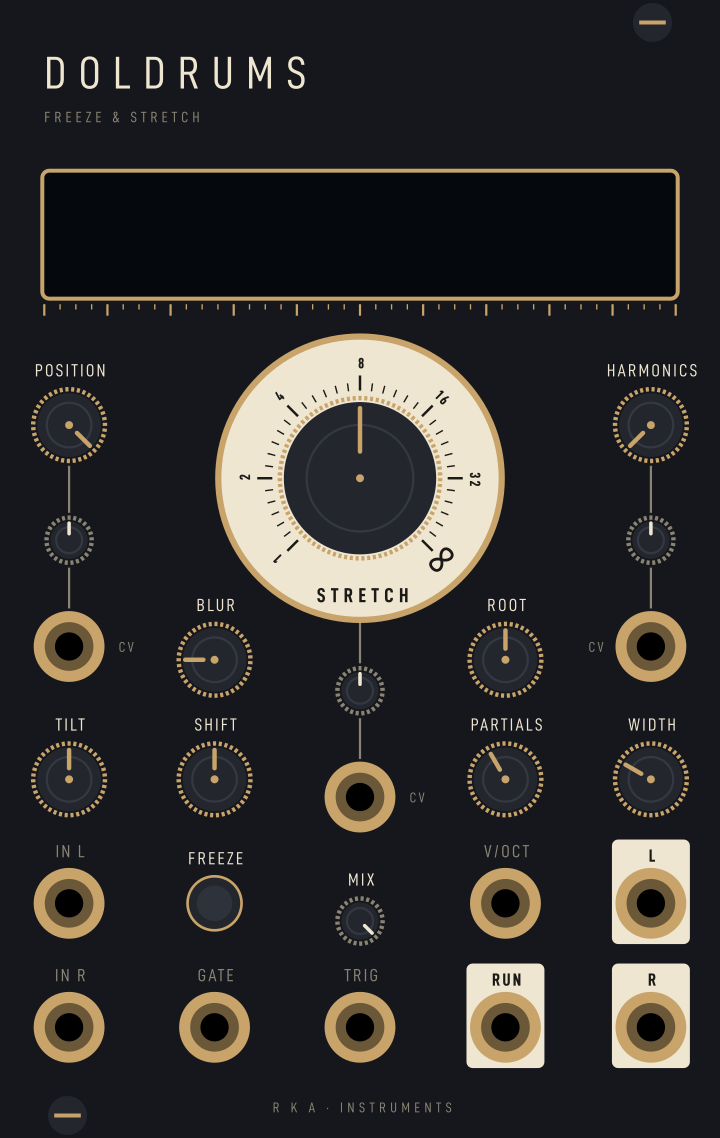 DOLDRUMS
FREEZE & STRETCH
POSITION
HARMONICS
8
4
16
2
32
1
∞
STRETCH
BLUR
ROOT
CV
CV
TILT
SHIFT
PARTIALS
WIDTH
CV
IN L
FREEZE
MIX
V/OCT
L
IN R
GATE
TRIG
RUN
R
RKA · INSTRUMENTS